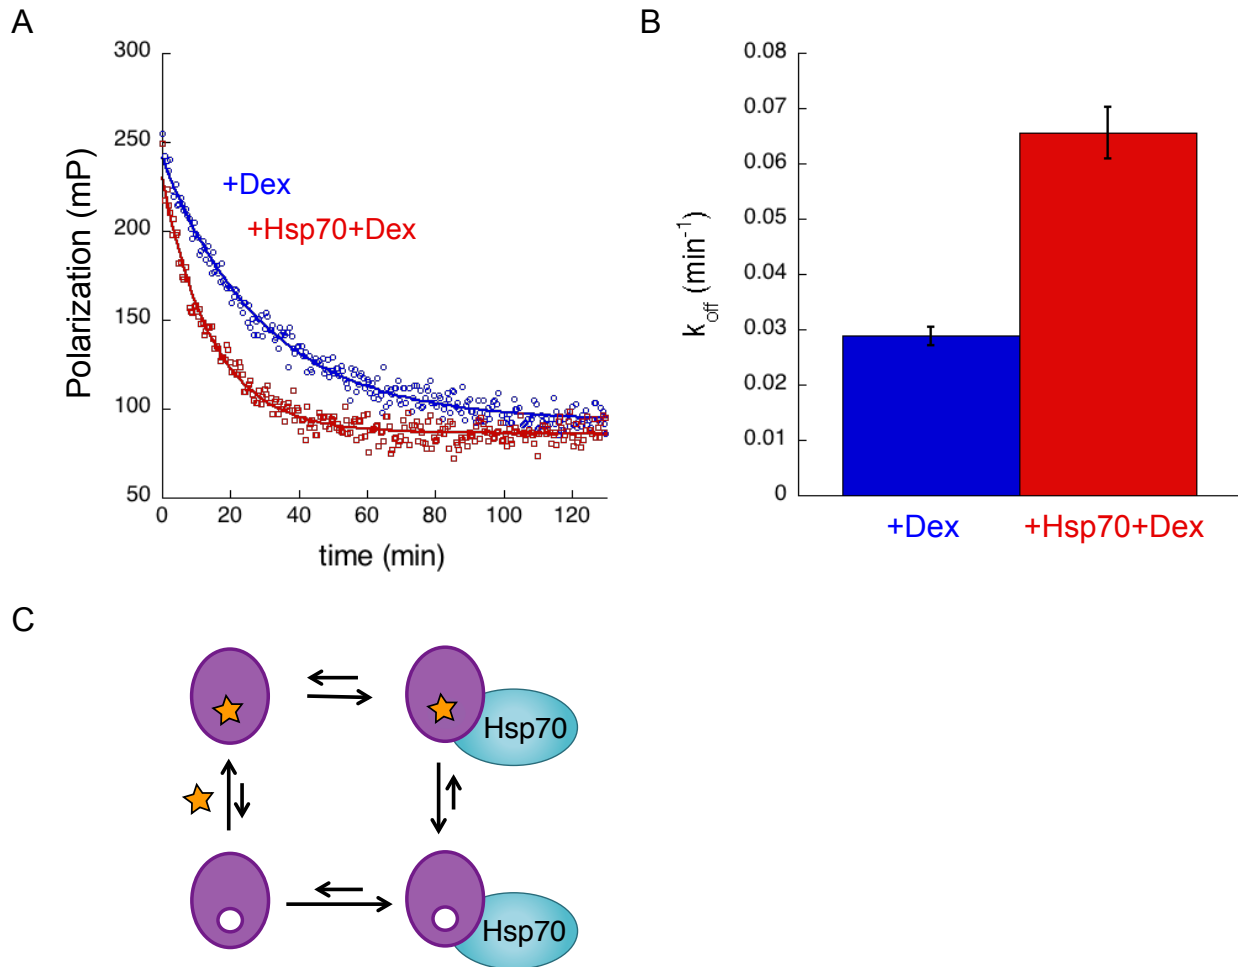 A
300
250
200
150
100
50
Polarization (mP)
+Dex
+Hsp70+Dex
0 20 40 60 80 100 120
time (min)
B
0.08
0.07
0.06
0.05
0.04
0.03
0.02
0.01
0
k_off (min⁻¹)
+Dex +Hsp70+Dex
C
Hsp70
Hsp70